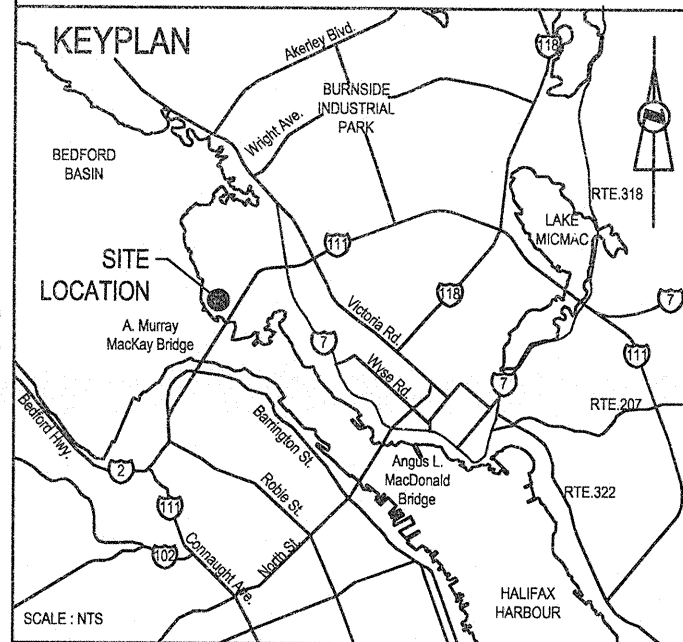 KEYPLAN
Akerley Blvd.
118
BURNSIDE
INDUSTRIAL
PARK
Wright Ave.
BEDFORD
BASIN
RTE.318
LAKE
MICMAC
111
SITE
LOCATION
118
7
A. Murray
MacKay Bridge
Victoria Rd.
7
Wyse Rd.
7
111
RTE.207
Bedford Hwy.
Barrington St.
2
Angus L.
MacDonald
Bridge
RTE.322
Robie St.
111
North St.
102
Connaught Ave.
HALIFAX
HARBOUR
SCALE : NTS